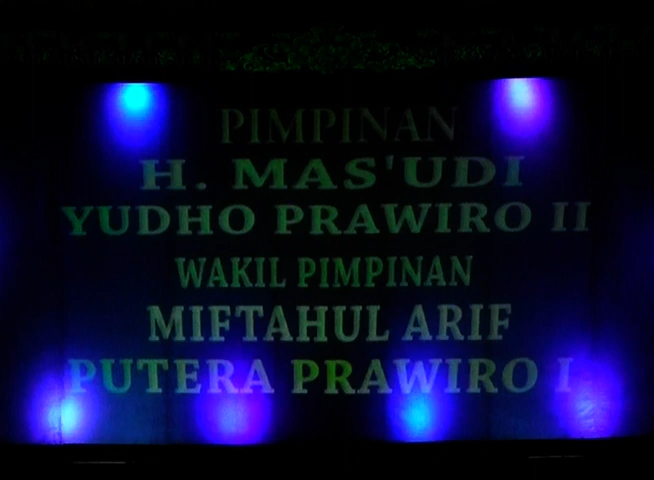 PIMPINAN
H. MAS'UDI
YUDHO PRAWIRO II
WAKIL PIMPINAN
MIFTAHUL ARIF
PUTERA PRAWIRO I